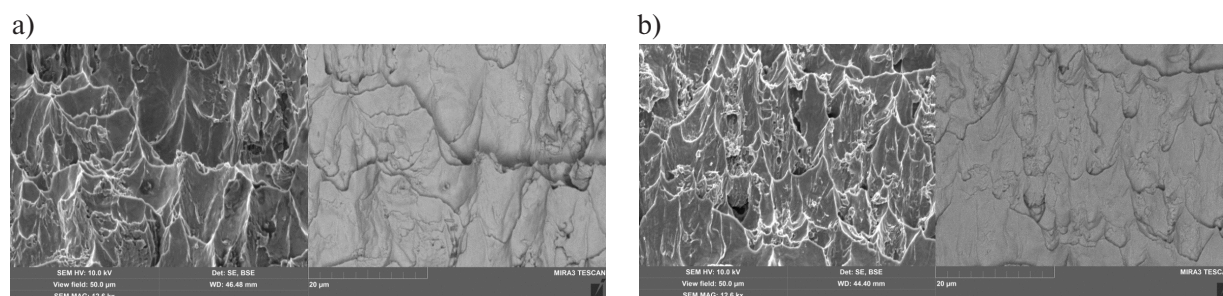 a)
b)
SEM HV: 10.0 kV Det: SE, BSE MIRA3 TESCAN
View field: 50.0 µm WD: 46.48 mm 20 µm
SEM HV: 10.0 kV Det: SE, BSE MIRA3 TESCAN
View field: 50.0 µm WD: 44.40 mm 20 µm